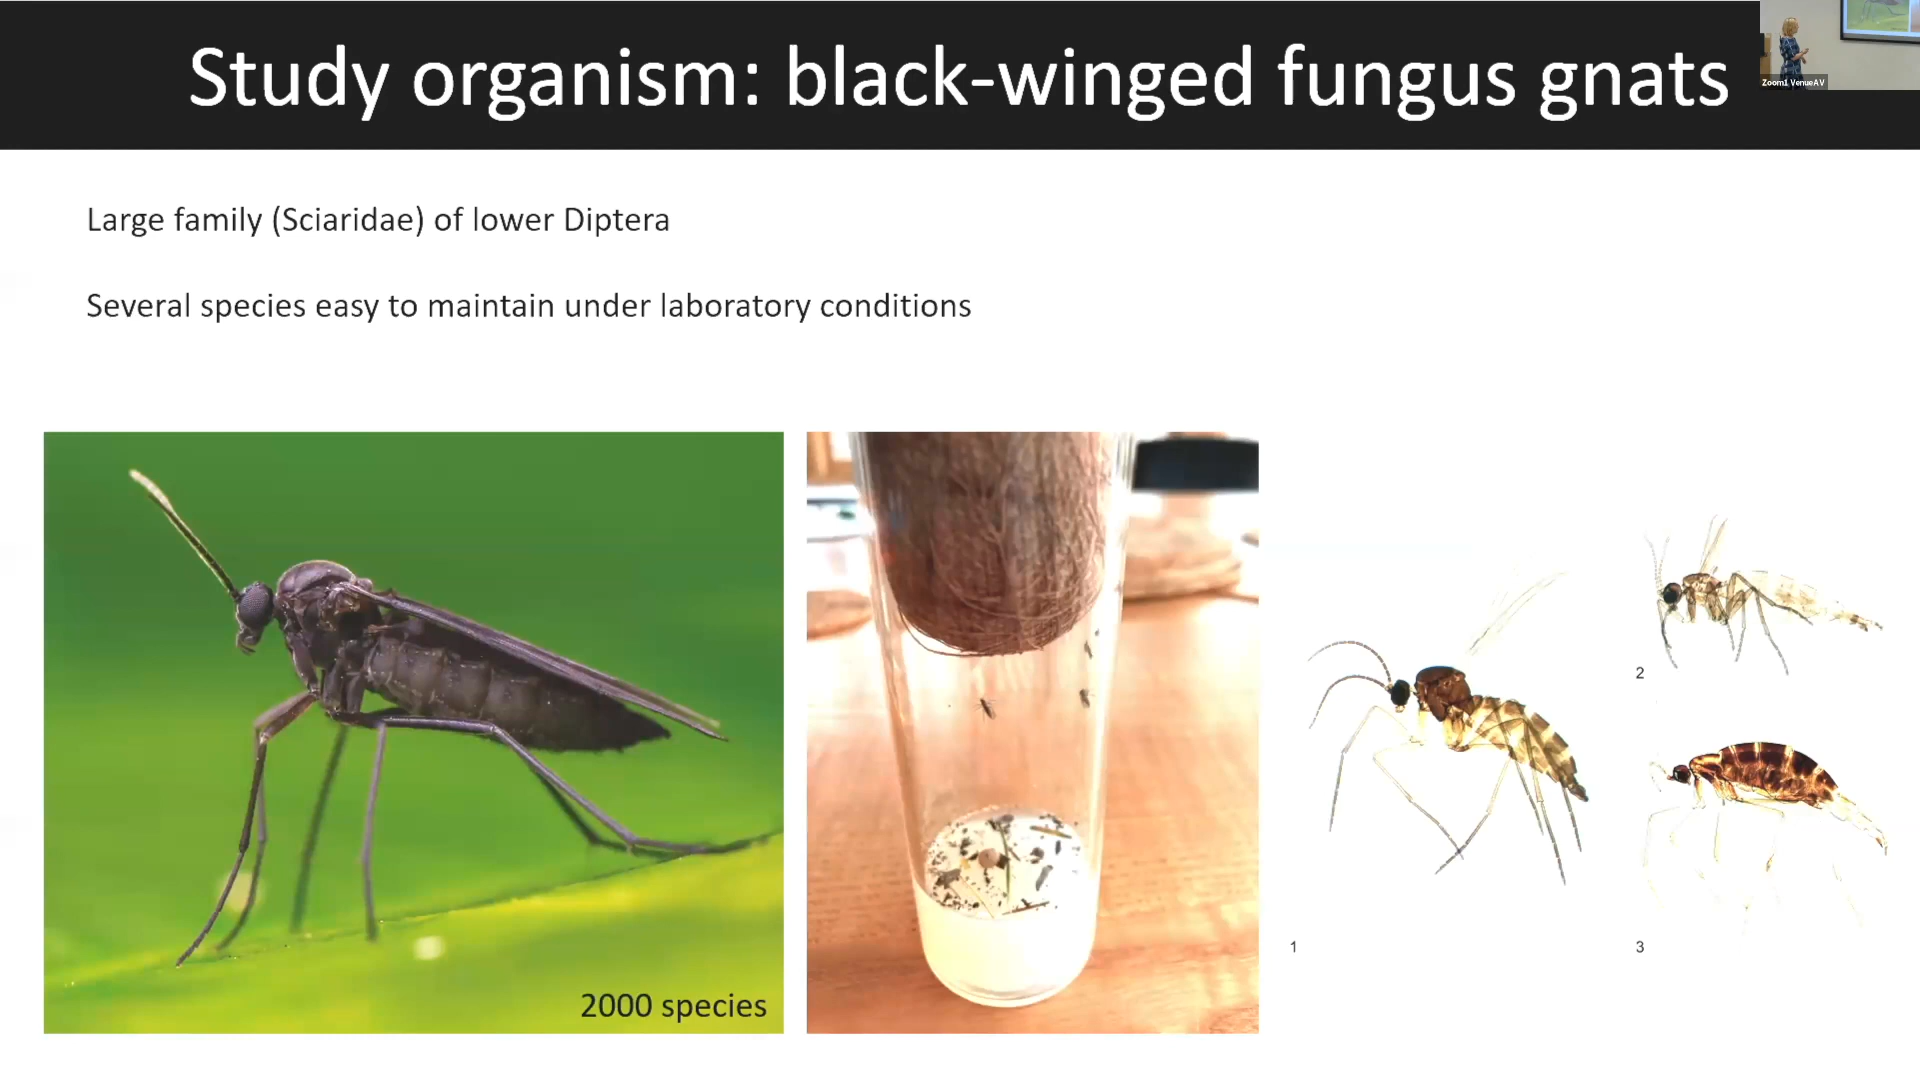 Study organism: black-winged fungus gnats
Zoom1 VenueAV
Large family (Sciaridae) of lower Diptera
Several species easy to maintain under laboratory conditions
2000 species
1
2
3